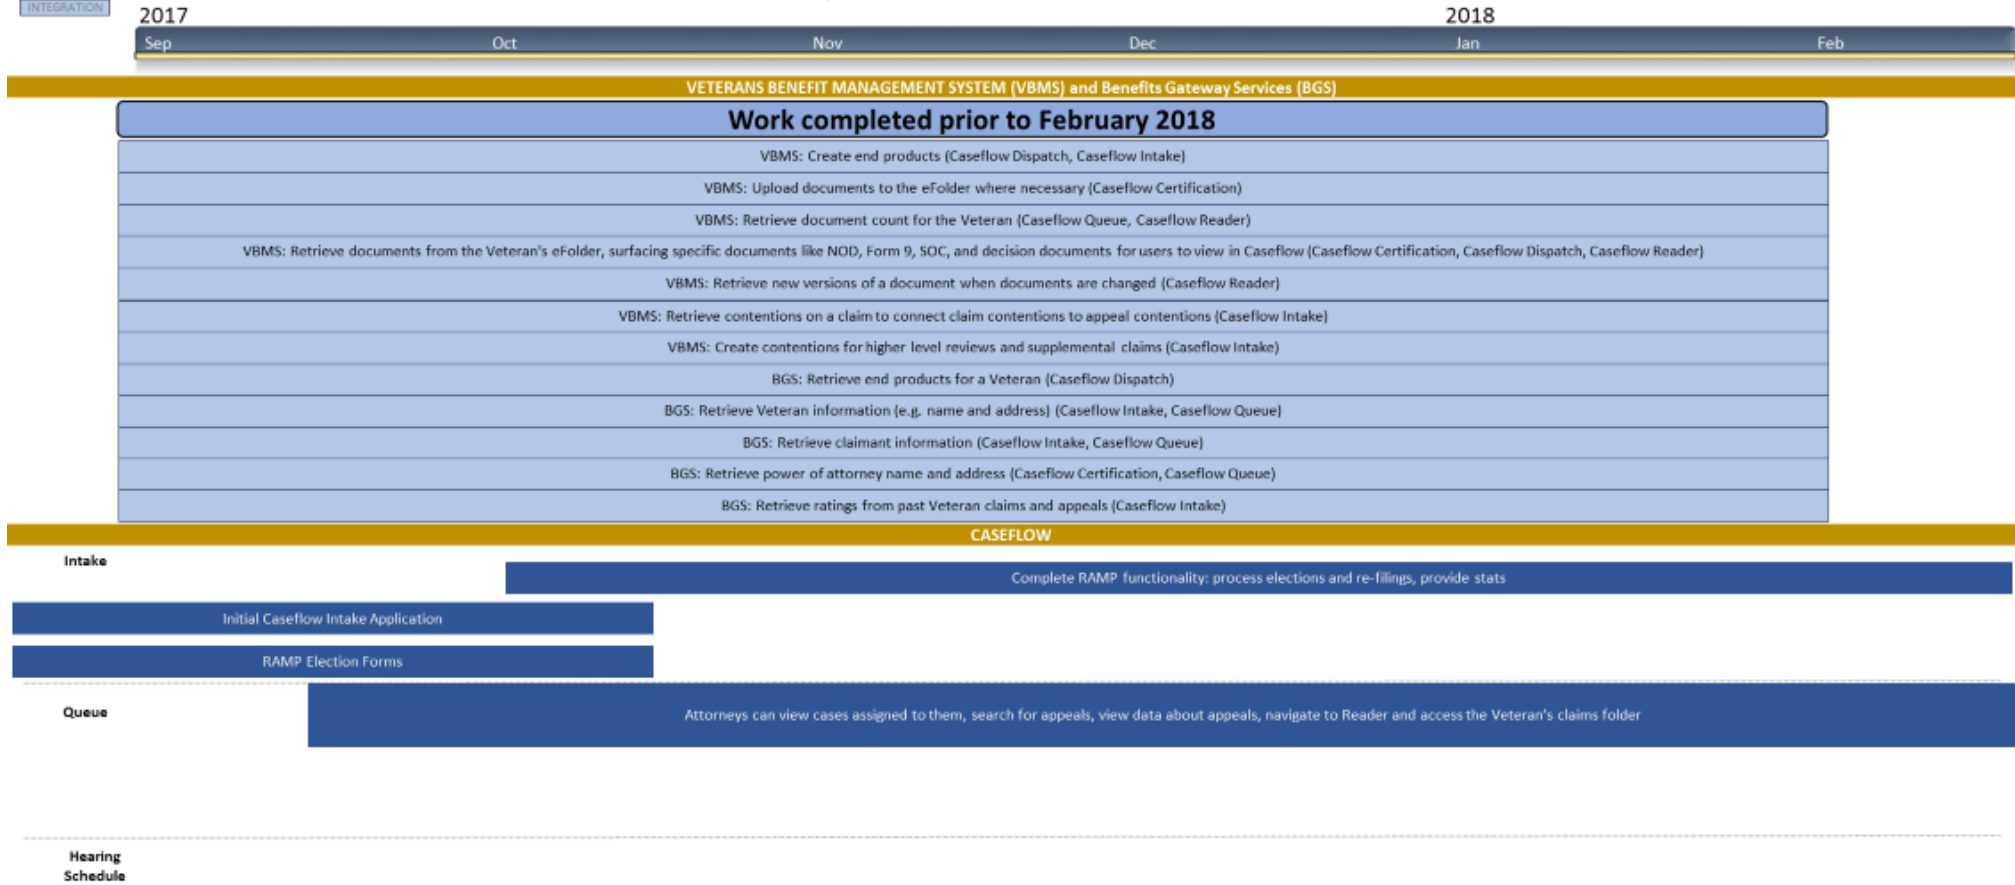 INTEGRATION
2017 2018
Sep Oct Nov Dec Jan Feb
VETERANS BENEFIT MANAGEMENT SYSTEM (VBMS) and Benefits Gateway Services (BGS)
Work completed prior to February 2018
VBMS: Create end products (Caseflow Dispatch, Caseflow Intake)
VBMS: Upload documents to the eFolder where necessary (Caseflow Certification)
VBMS: Retrieve document count for the Veteran (Caseflow Queue, Caseflow Reader)
VBMS: Retrieve documents from the Veteran's eFolder, surfacing specific documents like NOD, Form 9, SOC, and decision documents for users to view in Caseflow (Caseflow Certification, Caseflow Dispatch, Caseflow Reader)
VBMS: Retrieve new versions of a document when documents are changed (Caseflow Reader)
VBMS: Retrieve contentions on a claim to connect claim contentions to appeal contentions (Caseflow Intake)
VBMS: Create contentions for higher level reviews and supplemental claims (Caseflow Intake)
BGS: Retrieve end products for a Veteran (Caseflow Dispatch)
BGS: Retrieve Veteran information (e.g. name and address) (Caseflow Intake, Caseflow Queue)
BGS: Retrieve claimant information (Caseflow Intake, Caseflow Queue)
BGS: Retrieve power of attorney name and address (Caseflow Certification, Caseflow Queue)
BGS: Retrieve ratings from past Veteran claims and appeals (Caseflow Intake)
CASEFLOW
Intake
Complete RAMP functionality: process elections and re-filings, provide stats
Initial Caseflow Intake Application
RAMP Election Forms
Queue
Attorneys can view cases assigned to them, search for appeals, view data about appeals, navigate to Reader and access the Veteran's claims folder
Hearing
Schedule